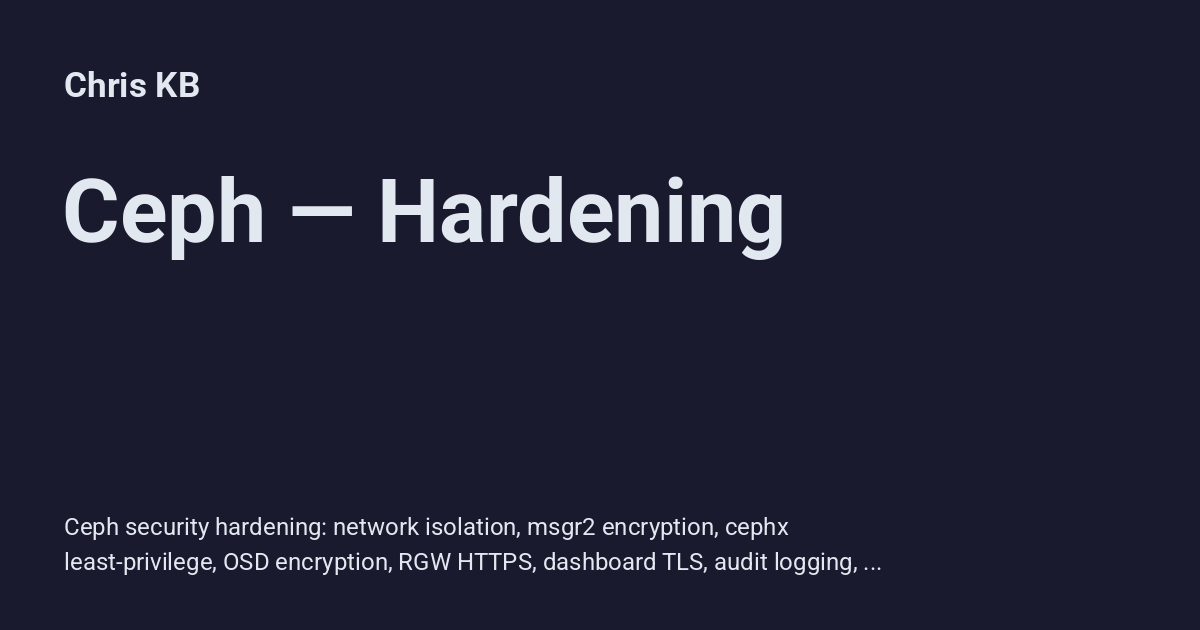 Chris KB
Ceph — Hardening
Ceph security hardening: network isolation, msgr2 encryption, cephx
least-privilege, OSD encryption, RGW HTTPS, dashboard TLS, audit logging, ...